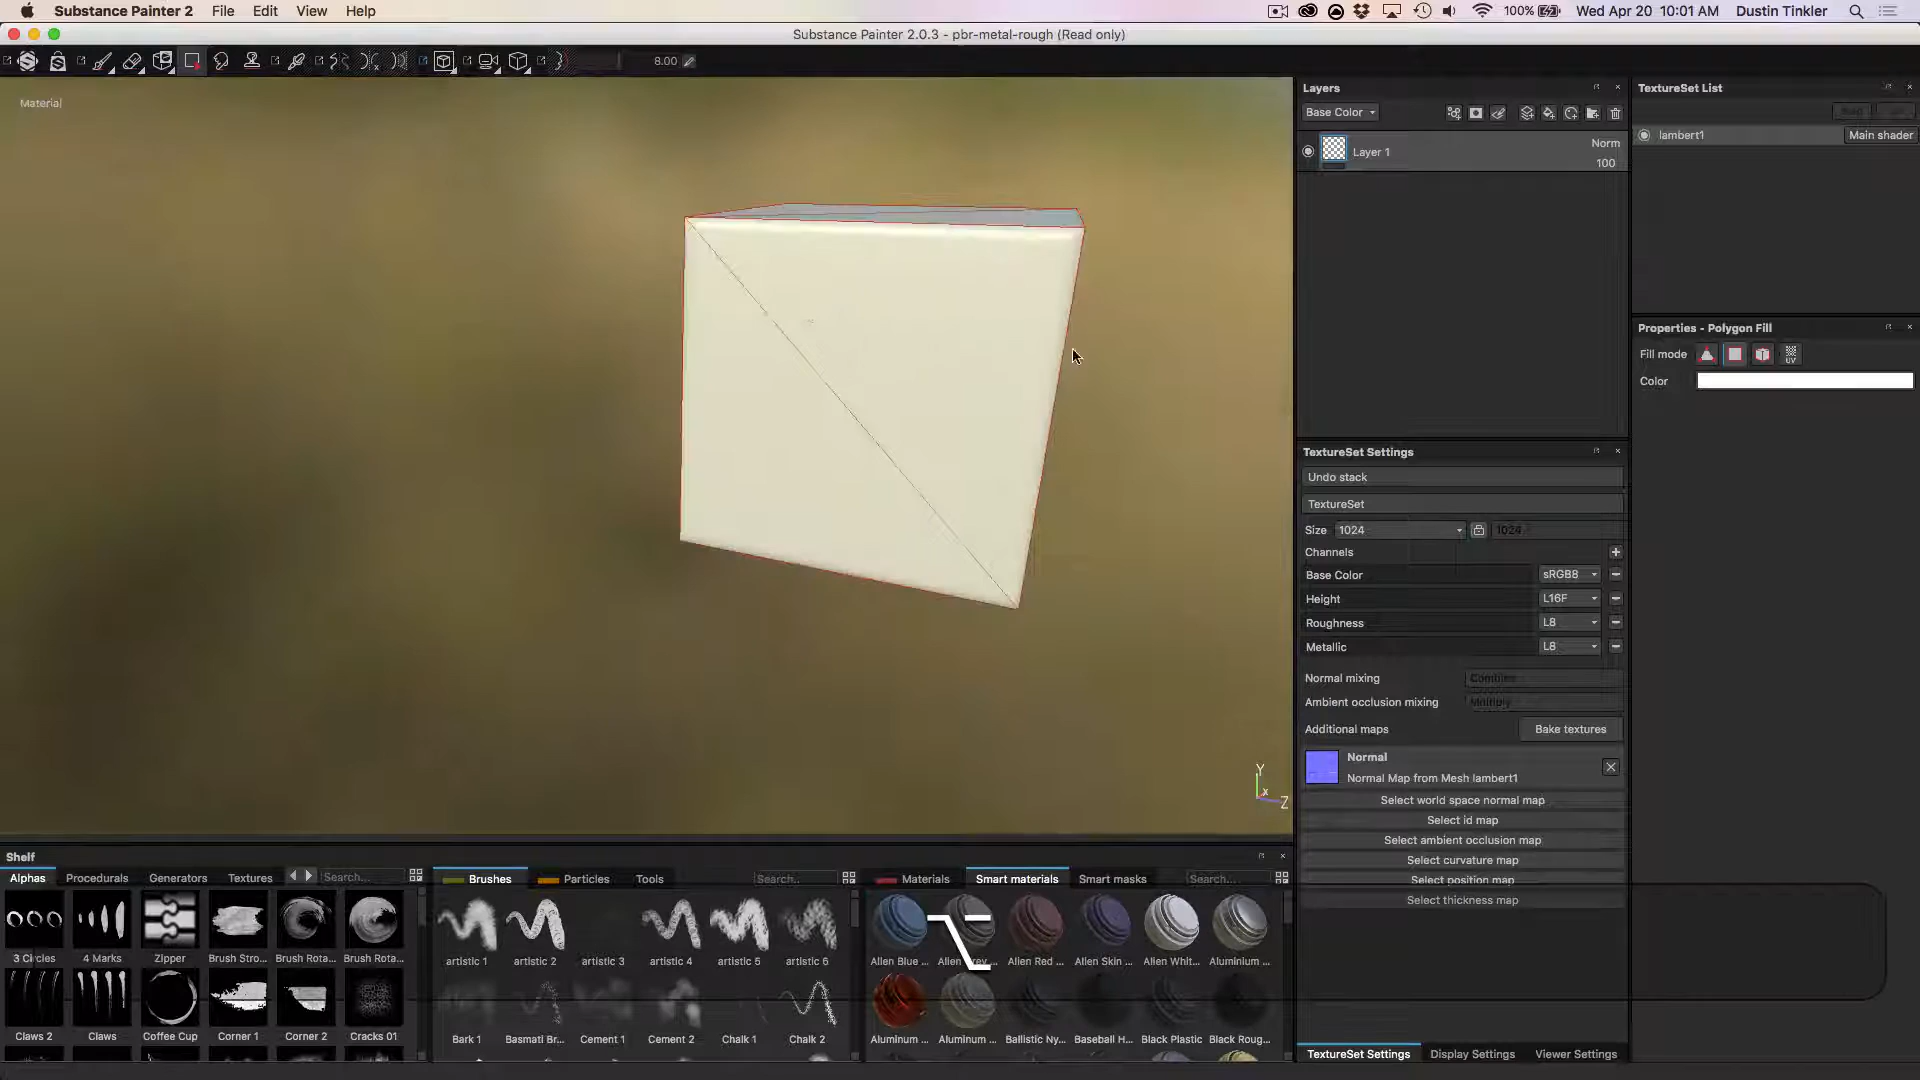 Substance Painter 2 File Edit View Help
100% Wed Apr 20 10:01 AM Dustin Tinkler
Substance Painter 2.0.3 - pbr-metal-rough (Read only)
8.00
Material
Layers
Base Color
Layer 1
Norm
100
TextureSet List
lambert1 Main shader
Properties - Polygon Fill
Fill mode
UV
Color
TextureSet Settings
Undo stack
TextureSet
Size 1024 1024
Channels
Base Color sRGB8
Height L16F
Roughness L8
Metallic L8
Normal mixing Combine
Ambient occlusion mixing Multiply
Additional maps Bake textures
Normal
Normal Map from Mesh lambert1
Select world space normal map
Select id map
Select ambient occlusion map
Select curvature map
Select position map
Select thickness map
TextureSet Settings Display Settings Viewer Settings
Y
X
Z
Shelf
Alphas Procedurals Generators Textures Search...
3 Circles 4 Marks Zipper Brush Stro... Brush Rota... Brush Rota...
Claws 2 Claws Coffee Cup Corner 1 Corner 2 Cracks 01
Brushes Particles Tools Search..
artistic 1 artistic 2 artistic 3 artistic 4 artistic 5 artistic 6
Bark 1 Basmati Br... Cement 1 Cement 2 Chalk 1 Chalk 2
Materials Smart materials Smart masks Search...
Alien Blue ... Alien Grey ... Alien Red ... Alien Skin ... Alien Whit... Aluminium ...
Aluminum ... Aluminum ... Ballistic Ny... Baseball H... Black Plastic Black Roug...